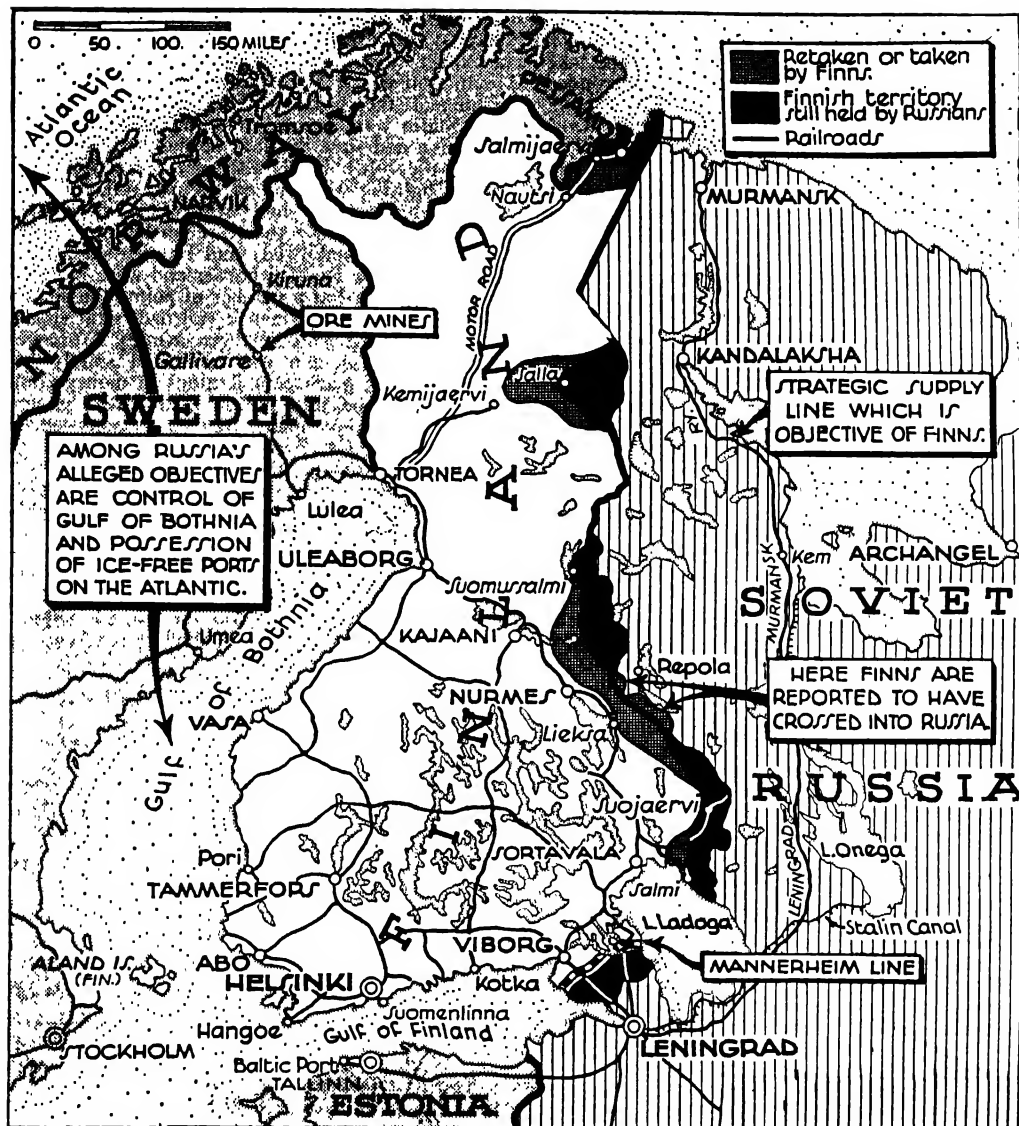 0 50. 100. 150 MILES
Atlantic
Ocean
Retaken or taken
by Finns.
Finnish territory
still held by Russians
Railroads
NORWAY
Tromsoe
PETSAMO
Salmijaervi
Nautsi
MURMANSK
NARVIK
Kiruna
ORE MINES
Gallivare
MOTOR ROAD
Kemijaervi
Salla
KANDALAKSHA
STRATEGIC SUPPLY
LINE WHICH IS
OBJECTIVE OF FINNS.
SWEDEN
AMONG RUSSIA'S
ALLEGED OBJECTIVES
ARE CONTROL OF
GULF OF BOTHNIA
AND POSSESSION
OF ICE-FREE PORTS
ON THE ATLANTIC.
TORNEA
Lulea
ULEABORG
Suomussalmi
Kem
ARCHANGEL
SOVIET
RUSSIA
MURMANSK
LENINGRAD
R'y.
Umea
Gulf of Bothnia
KAJAANI
Repola
HERE FINNS ARE
REPORTED TO HAVE
CROSSED INTO RUSSIA.
VASA
NURMES
Lieksa
FINLAND
Suojaervi
L.Onega
Pori
SORTAVALA
TAMMERFORS
Salmi
Stalin Canal
L.Ladoga
ALAND IS.
(FIN.)
ABO
VIBORG
MANNERHEIM LINE
HELSINKI
Kotka
Hangoe
Suomenlinna
Gulf of Finland
STOCKHOLM
LENINGRAD
Baltic Port
TALLINN
ESTONIA